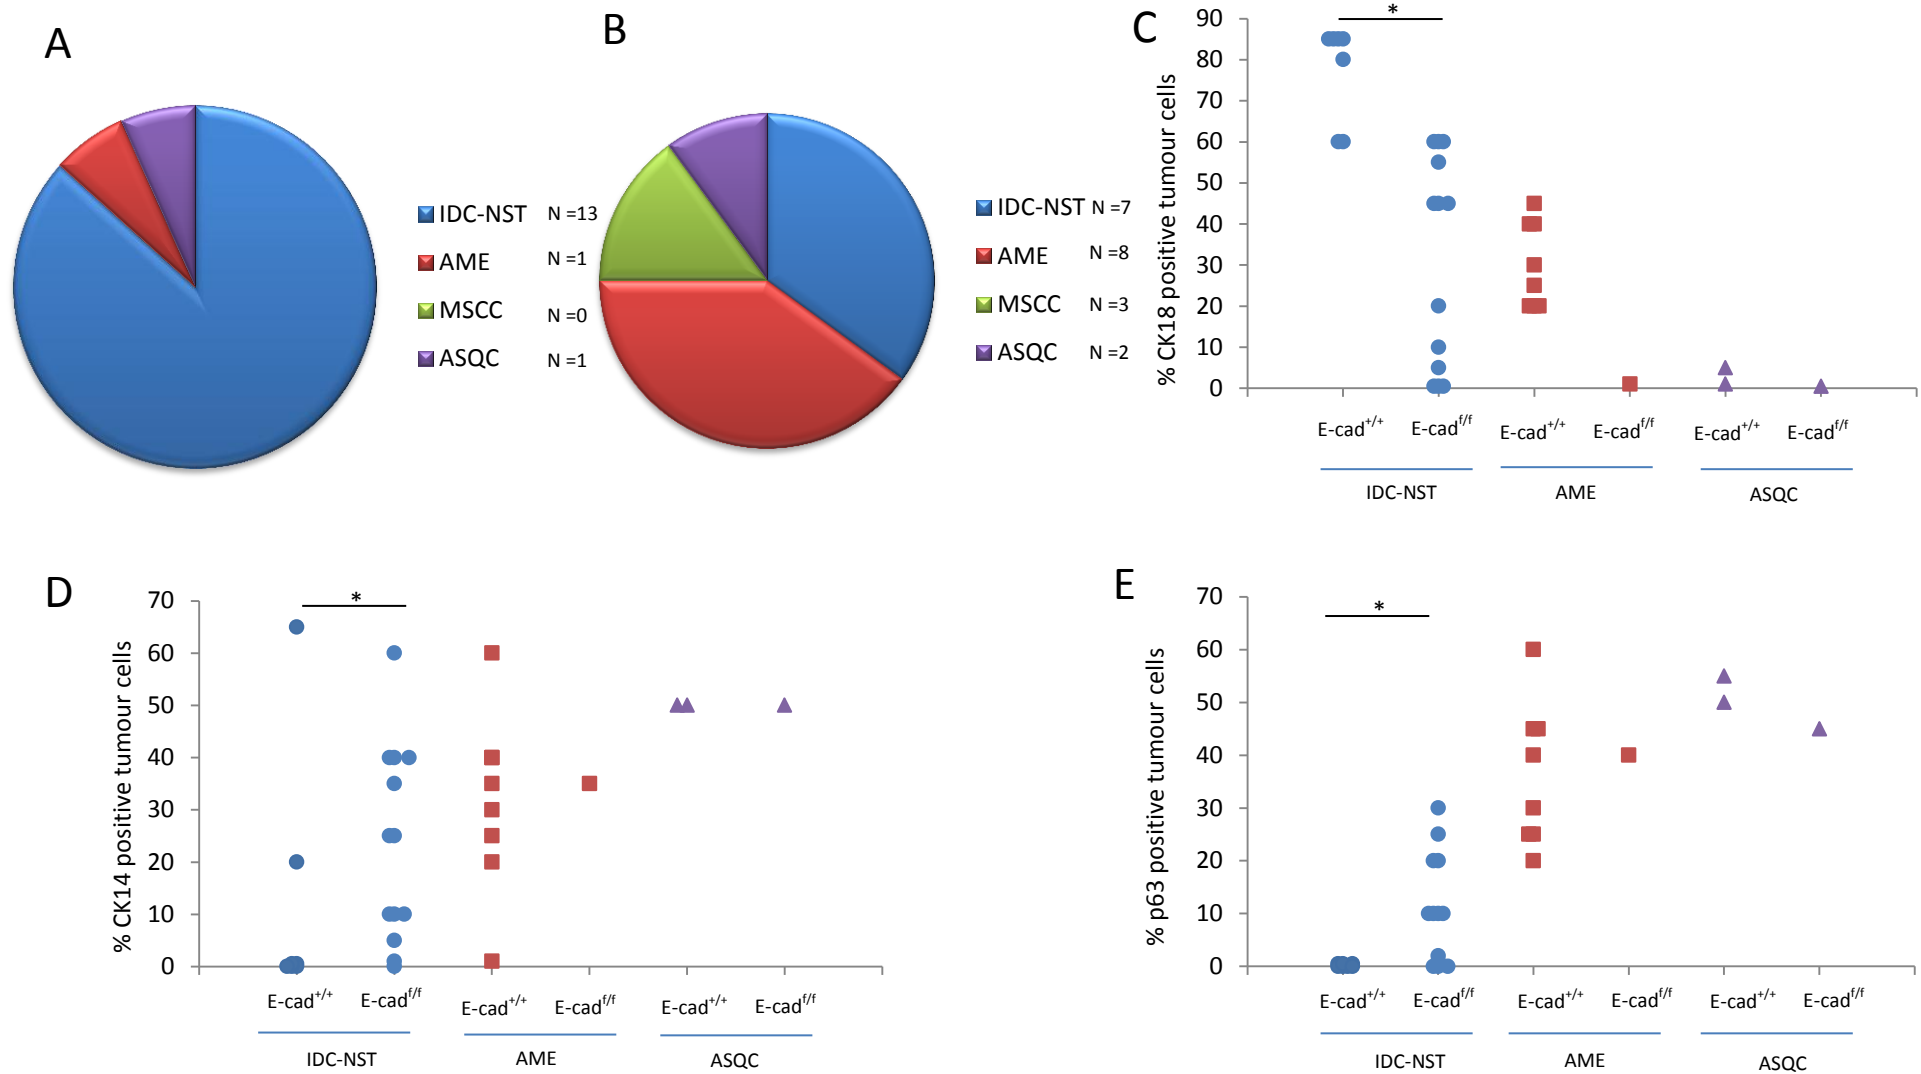 A
IDC-NST N =13
AME N =1
MSCC N =0
ASQC N =1
B
IDC-NST N =7
AME N =8
MSCC N =3
ASQC N =2
C
*
% CK18 positive tumour cells
90
80
70
60
50
40
30
20
10
0
E-cad+/+ E-cadf/f E-cad+/+ E-cadf/f E-cad+/+ E-cadf/f
IDC-NST AME ASQC
D
*
% CK14 positive tumour cells
70
60
50
40
30
20
10
0
E-cad+/+ E-cadf/f E-cad+/+ E-cadf/f E-cad+/+ E-cadf/f
IDC-NST AME ASQC
E
*
% p63 positive tumour cells
70
60
50
40
30
20
10
0
E-cad+/+ E-cadf/f E-cad+/+ E-cadf/f E-cad+/+ E-cadf/f
IDC-NST AME ASQC